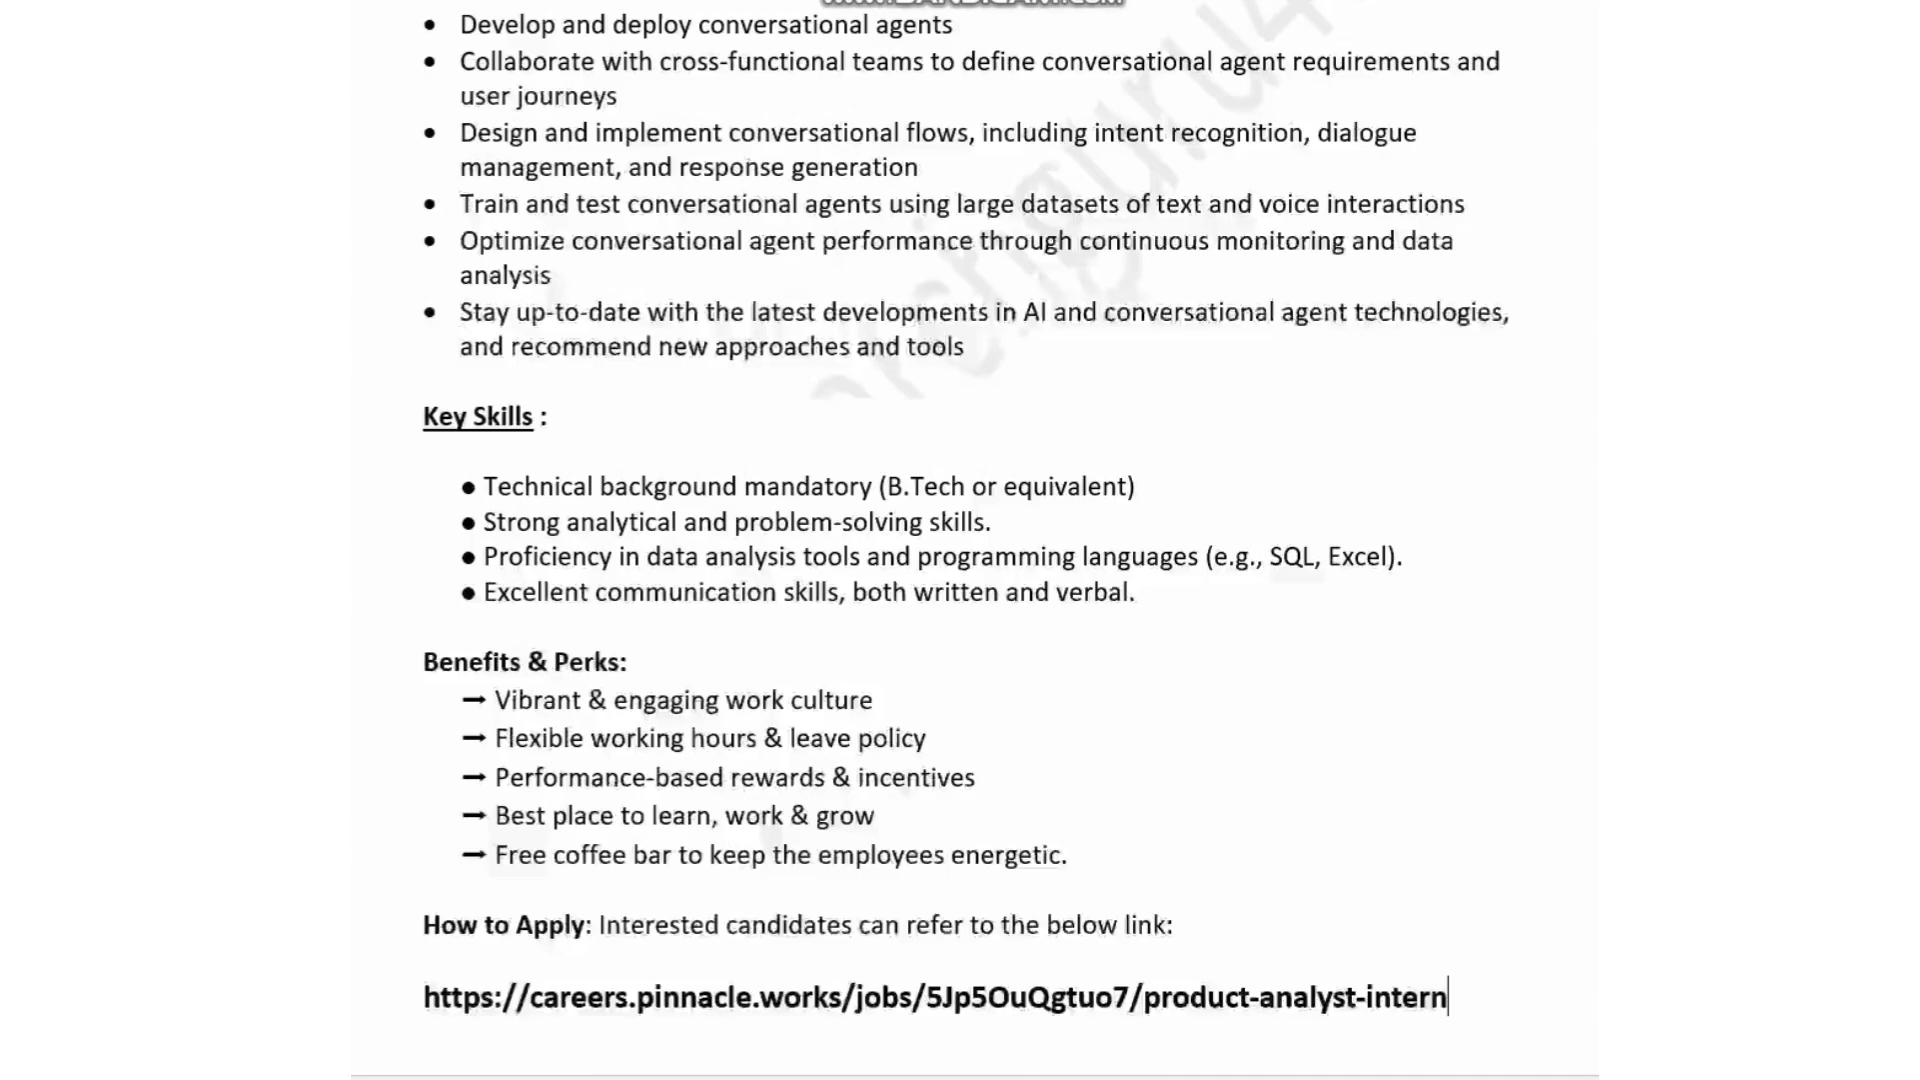 • Develop and deploy conversational agents
• Collaborate with cross-functional teams to define conversational agent requirements and
user journeys
• Design and implement conversational flows, including intent recognition, dialogue
management, and response generation
• Train and test conversational agents using large datasets of text and voice interactions
• Optimize conversational agent performance through continuous monitoring and data
analysis
• Stay up-to-date with the latest developments in AI and conversational agent technologies,
and recommend new approaches and tools
Key Skills :
● Technical background mandatory (B.Tech or equivalent)
● Strong analytical and problem-solving skills.
● Proficiency in data analysis tools and programming languages (e.g., SQL, Excel).
● Excellent communication skills, both written and verbal.
Benefits & Perks:
→ Vibrant & engaging work culture
→ Flexible working hours & leave policy
→ Performance-based rewards & incentives
→ Best place to learn, work & grow
→ Free coffee bar to keep the employees energetic.
How to Apply: Interested candidates can refer to the below link:
https://careers.pinnacle.works/jobs/5Jp5OuQgtuo7/product-analyst-intern